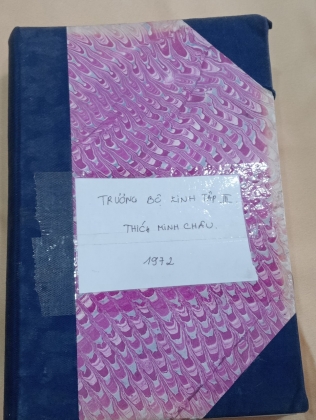 TRƯỜNG BỘ KINH TẬP III
THÍCH MINH CHÂU.
1972